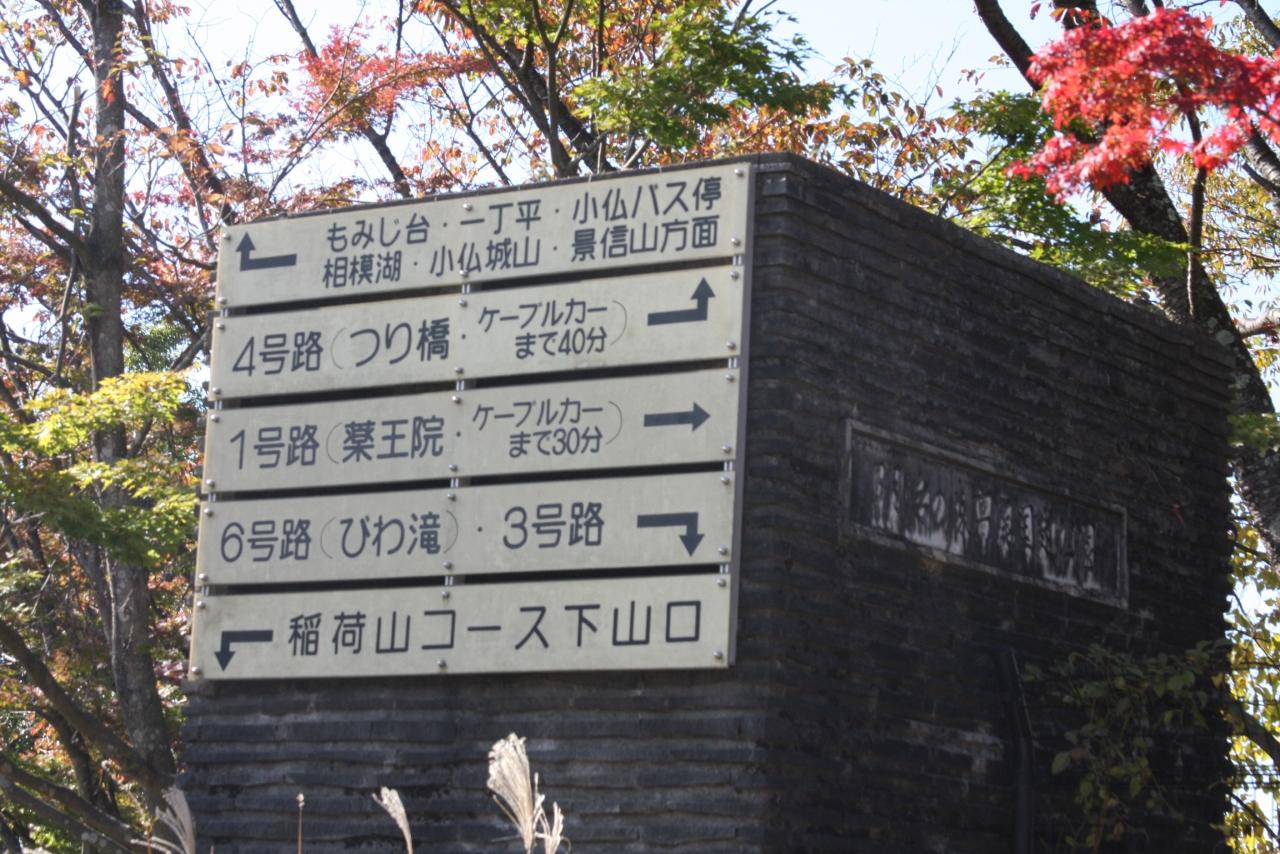 もみじ台・一丁平・小仏バス停
相模湖・小仏城山・景信山方面
4号路(つり橋・ケーブルカーまで40分)
1号路(薬王院・ケーブルカーまで30分)
6号路(びわ滝)・3号路
稲荷山コース下山口